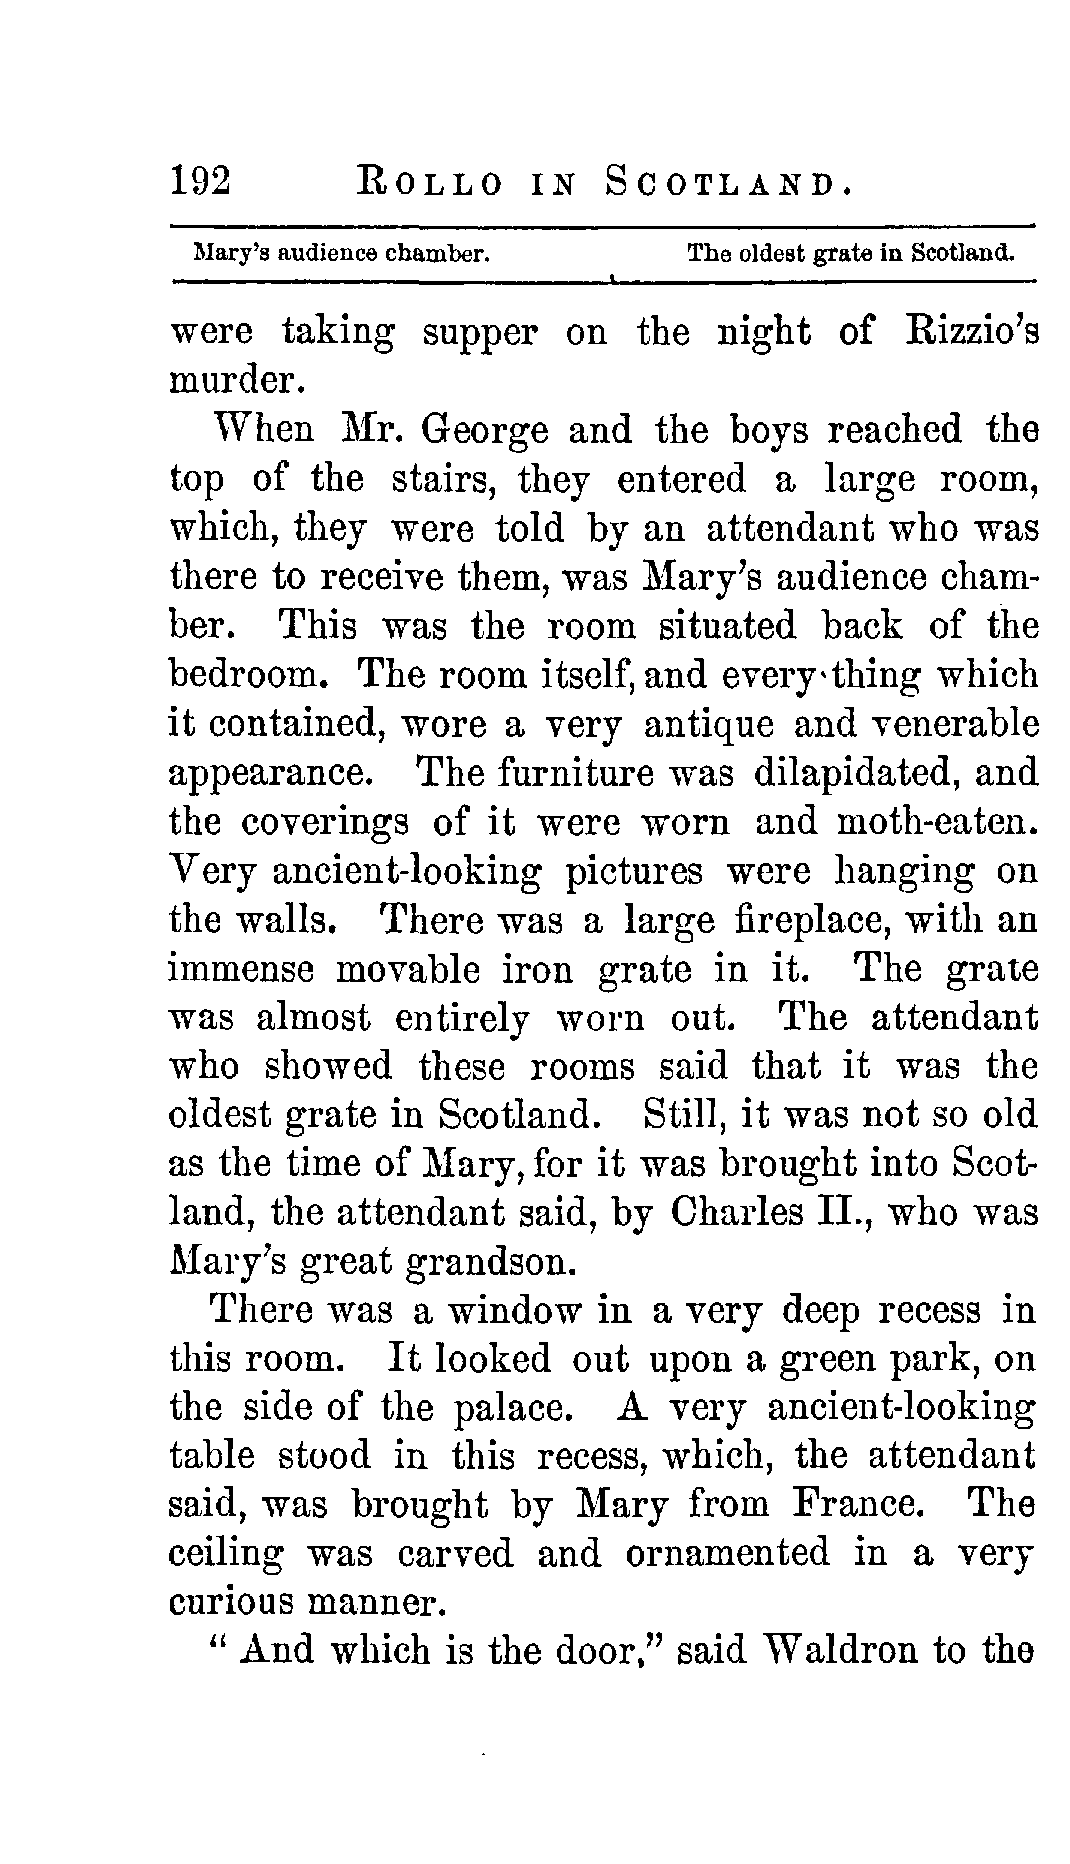 192 ROLLO IN SCOTLAND.
Mary's audience chamber. The oldest grate in Scotland.
were taking supper on the night of Rizzio's
murder.
When Mr. George and the boys reached the
top of the stairs, they entered a large room,
which, they were told by an attendant who was
there to receive them, was Mary's audience cham-
ber. This was the room situated back of the
bedroom. The room itself, and every thing which
it contained, wore a very antique and venerable
appearance. The furniture was dilapidated, and
the coverings of it were worn and moth-eaten.
Very ancient-looking pictures were hanging on
the walls. There was a large fireplace, with an
immense movable iron grate in it. The grate
was almost entirely worn out. The attendant
who showed these rooms said that it was the
oldest grate in Scotland. Still, it was not so old
as the time of Mary, for it was brought into Scot-
land, the attendant said, by Charles II., who was
Mary's great grandson.
There was a window in a very deep recess in
this room. It looked out upon a green park, on
the side of the palace. A very ancient-looking
table stood in this recess, which, the attendant
said, was brought by Mary from France. The
ceiling was carved and ornamented in a very
curious manner.
"And which is the door," said Waldron to the